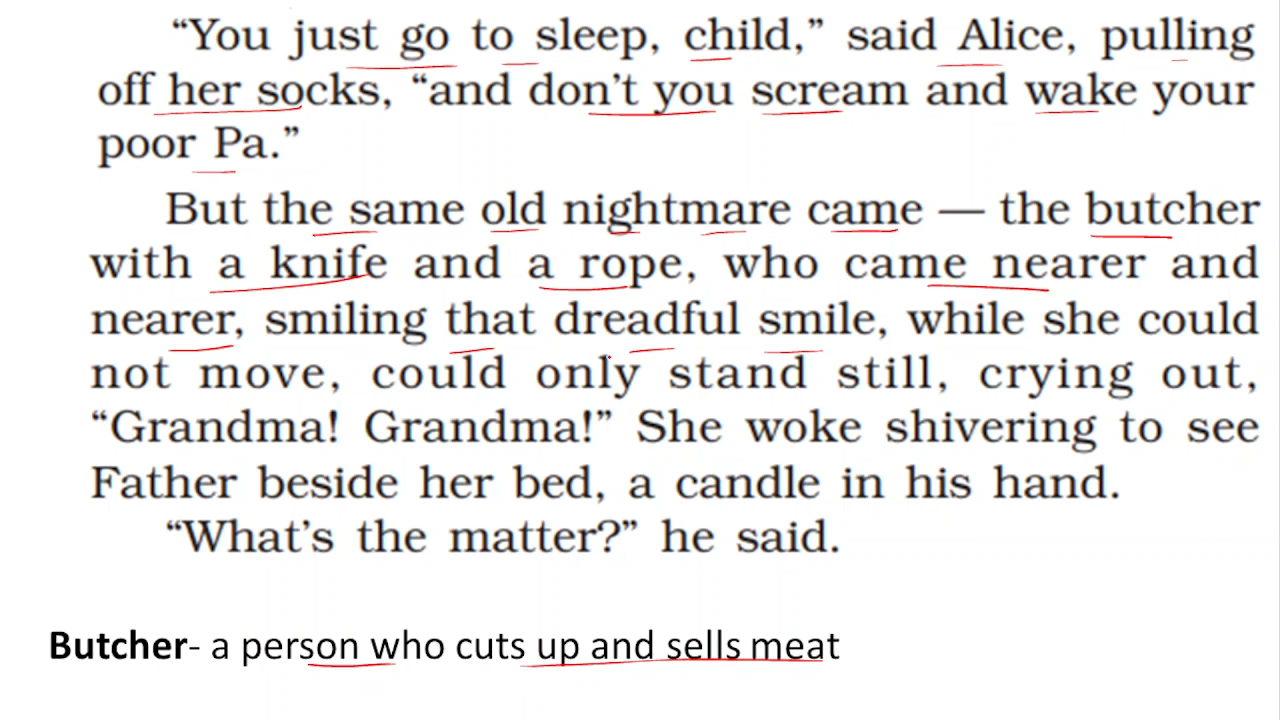 “You just go to sleep, child,” said Alice, pulling
off her socks, “and don’t you scream and wake your
poor Pa.”
But the same old nightmare came — the butcher
with a knife and a rope, who came nearer and
nearer, smiling that dreadful smile, while she could
not move, could only stand still, crying out,
“Grandma! Grandma!” She woke shivering to see
Father beside her bed, a candle in his hand.
“What’s the matter?” he said.
Butcher- a person who cuts up and sells meat